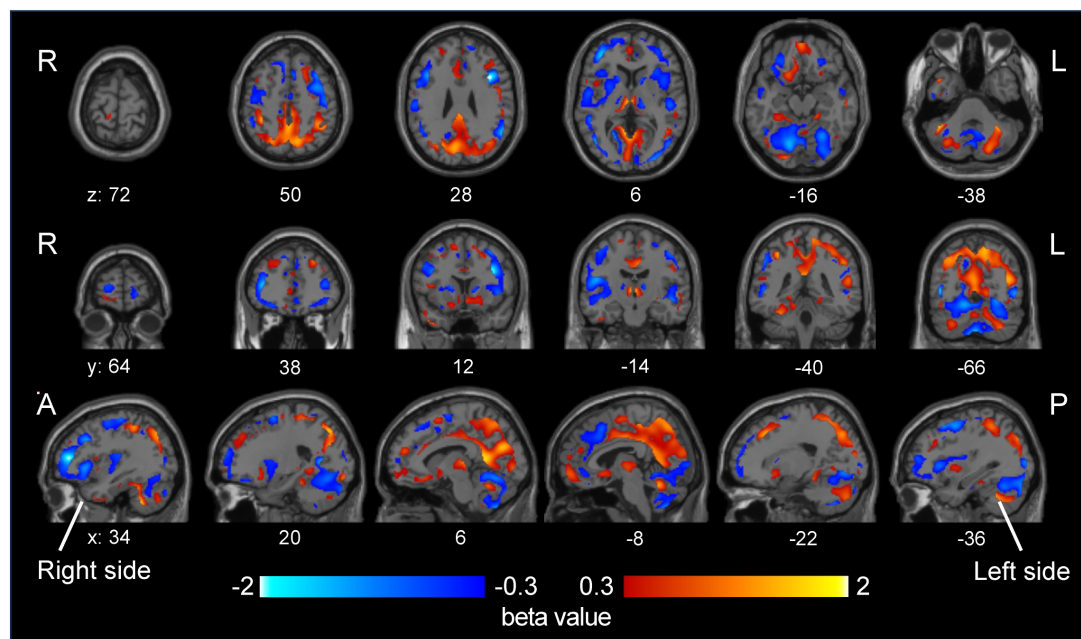 R L
z: 72 50 28 6 -16 -38
R L
y: 64 38 12 -14 -40 -66
A P
x: 34 20 6 -8 -22 -36
Right side Left side
-2 -0.3 0.3 2
beta value